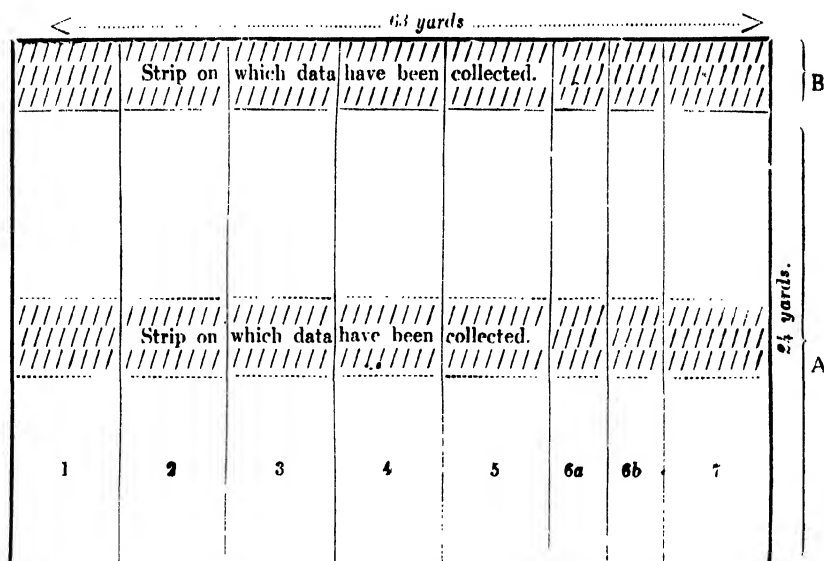 63 yards
Strip on which data have been collected.
B
24 yards.
Strip on which data have been collected.
A
1 2 3 4 5 6a 6b 7